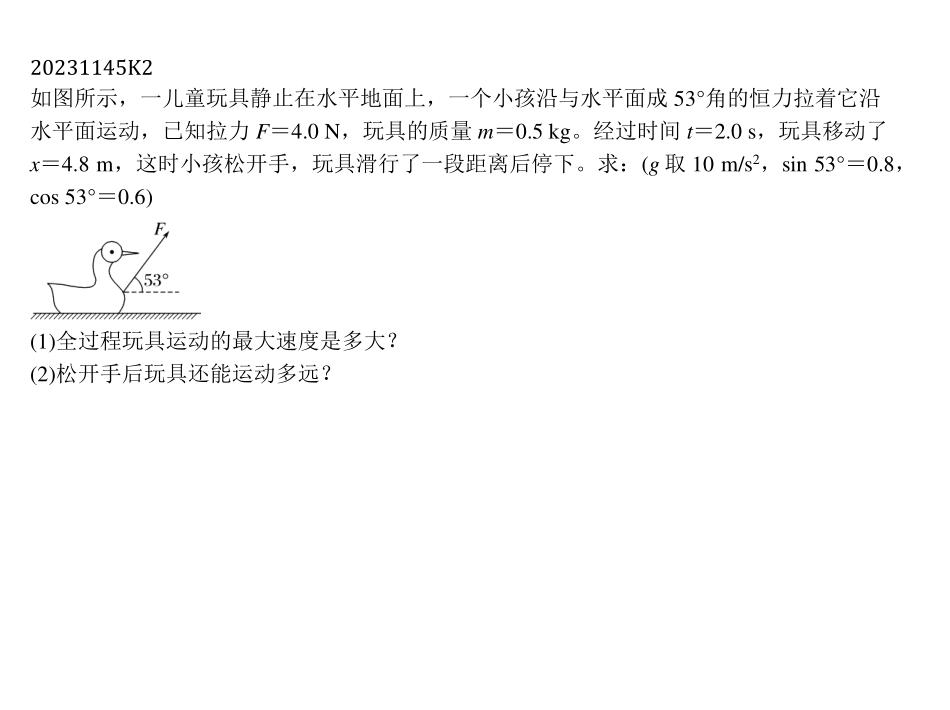 20231145K2
如图所示，一儿童玩具静止在水平地面上，一个小孩沿与水平面成 53°角的恒力拉着它沿
水平面运动，已知拉力 F＝4.0 N，玩具的质量 m＝0.5 kg。经过时间 t＝2.0 s，玩具移动了
x＝4.8 m，这时小孩松开手，玩具滑行了一段距离后停下。求：(g 取 10 m/s²，sin 53°＝0.8，
cos 53°＝0.6)
F
53°
(1)全过程玩具运动的最大速度是多大？
(2)松开手后玩具还能运动多远？